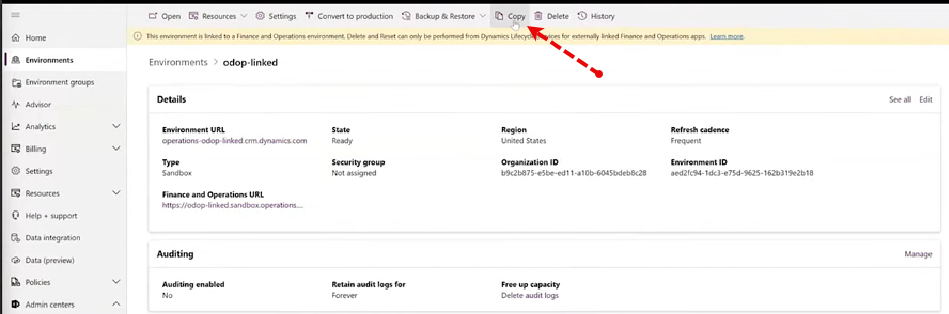 Open Resources Settings Convert to production Backup & Restore Copy Delete History
This environment is linked to a Finance and Operations environment, Delete and Reset can only be performed from Dynamics Lifecycle Services for externally-linked Finance and Operations apps. Learn more.
Home
Environments
Environment groups
Advisor
Analytics
Billing
Settings
Resources
Help + support
Data integration
Data (preview)
Policies
Admin centers
Environments > odop-linked
Details See all Edit
Environment URL State Region Refresh cadence
operations-odop-linked.crm.dynamics.com Ready United States Frequent
Type Security group Organization ID Environment ID
Sandbox Not assigned b9c2b875-e5be-ed11-a10b-6045bdeb8c28 aed2fc94-1dc3-e75d-9625-162b319e2b18
Finance and Operations URL
https://odop-linked.sandbox.operations...
Auditing Manage
Auditing enabled Retain audit logs for Free up capacity
No Forever Delete audit logs